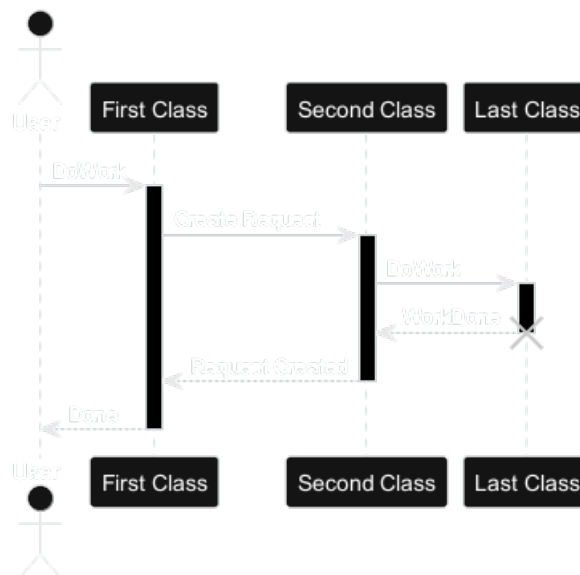 User
First Class
Second Class
Last Class
DoWork
Create Request
DoWork
WorkDone
Request Created
Done
User
First Class
Second Class
Last Class